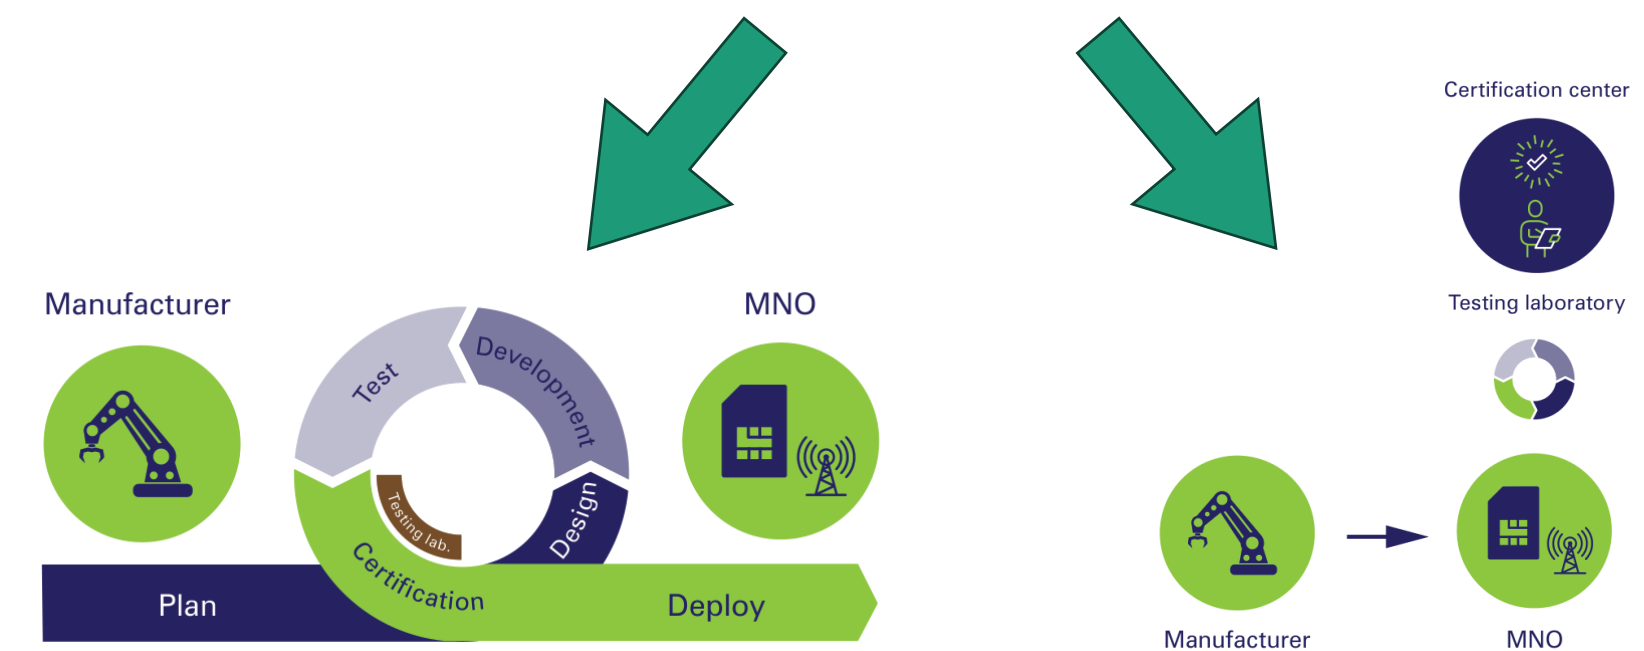 Certification center
Testing laboratory
Manufacturer
MNO
Test
Development
Testing lab.
Design
Certification
Plan
Deploy
Manufacturer
MNO